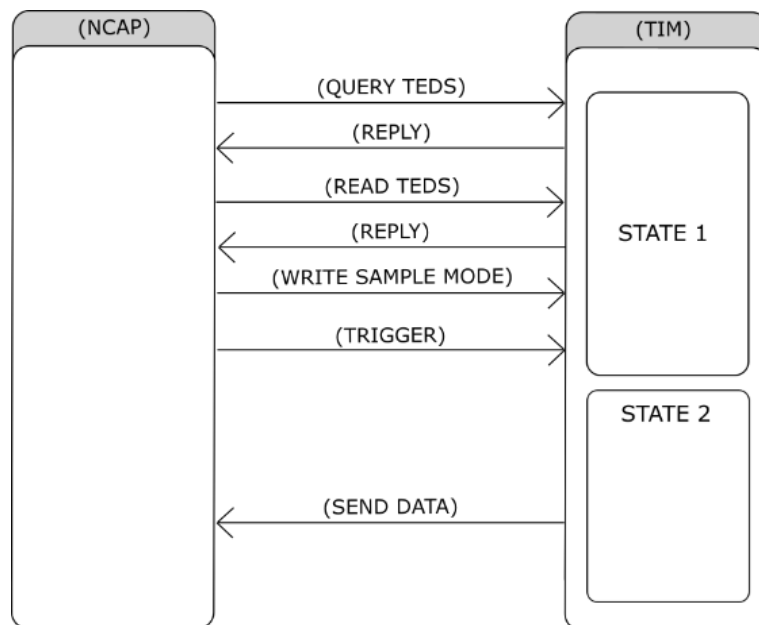 (NCAP)
(TIM)
(QUERY TEDS)
(REPLY)
(READ TEDS)
(REPLY)
(WRITE SAMPLE MODE)
(TRIGGER)
(SEND DATA)
STATE 1
STATE 2